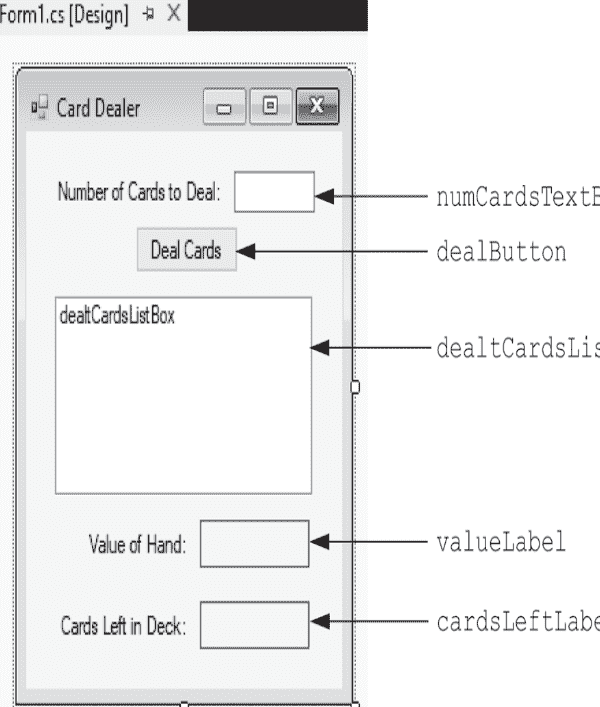 Form1.cs [Design]
Card Dealer
Number of Cards to Deal:
numCardsTextB
Deal Cards
dealButton
dealtCardsListBox
dealtCardsLis
Value of Hand:
valueLabel
Cards Left in Deck:
cardsLeftLabe